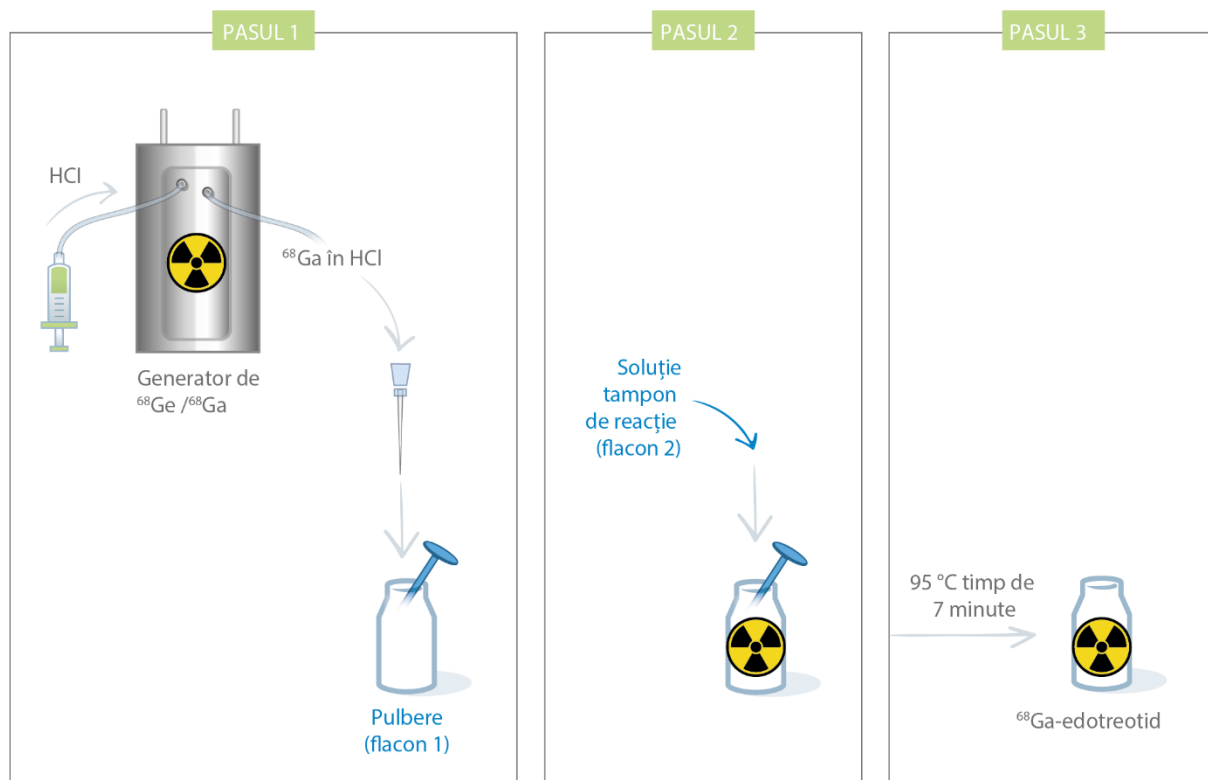 PASUL 1
HCl
⁶⁸Ga în HCl
Generator de
⁶⁸Ge /⁶⁸Ga
Pulbere
(flacon 1)
PASUL 2
Soluție
tampon
de reacție
(flacon 2)
PASUL 3
95 °C timp de
7 minute
⁶⁸Ga-edotreotid